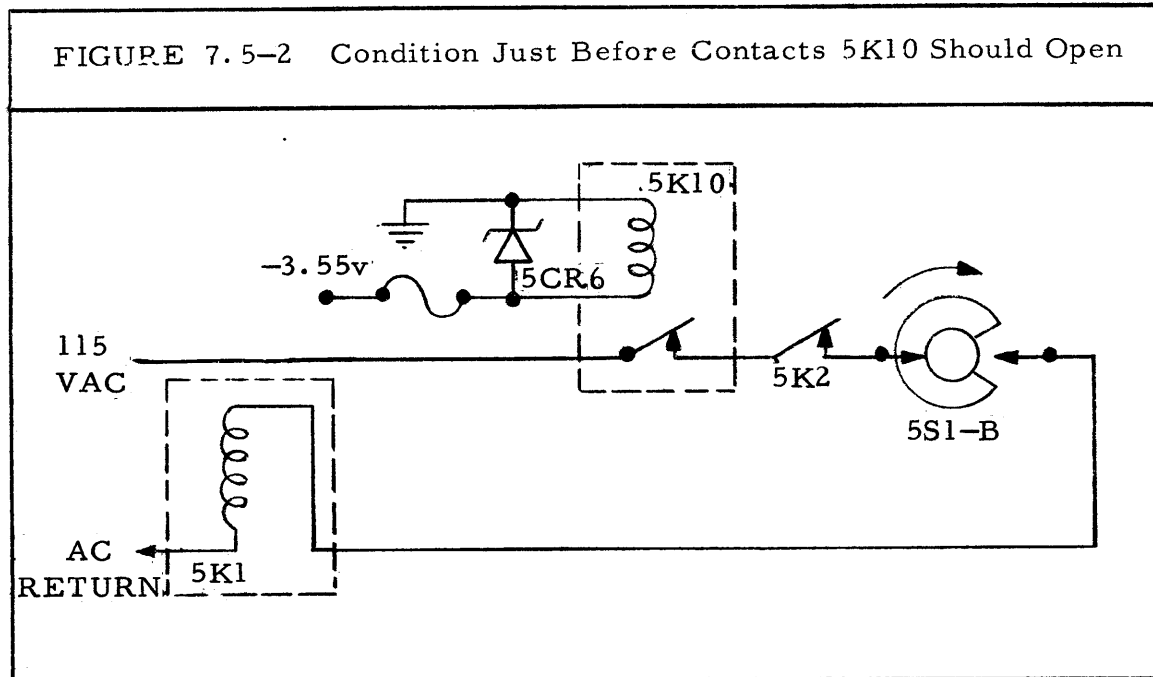 FIGURE 7.5-2 Condition Just Before Contacts 5K10 Should Open
5K10
-3.55v
5CR6
115
VAC
5K2
5S1-B
AC
RETURN
5K1